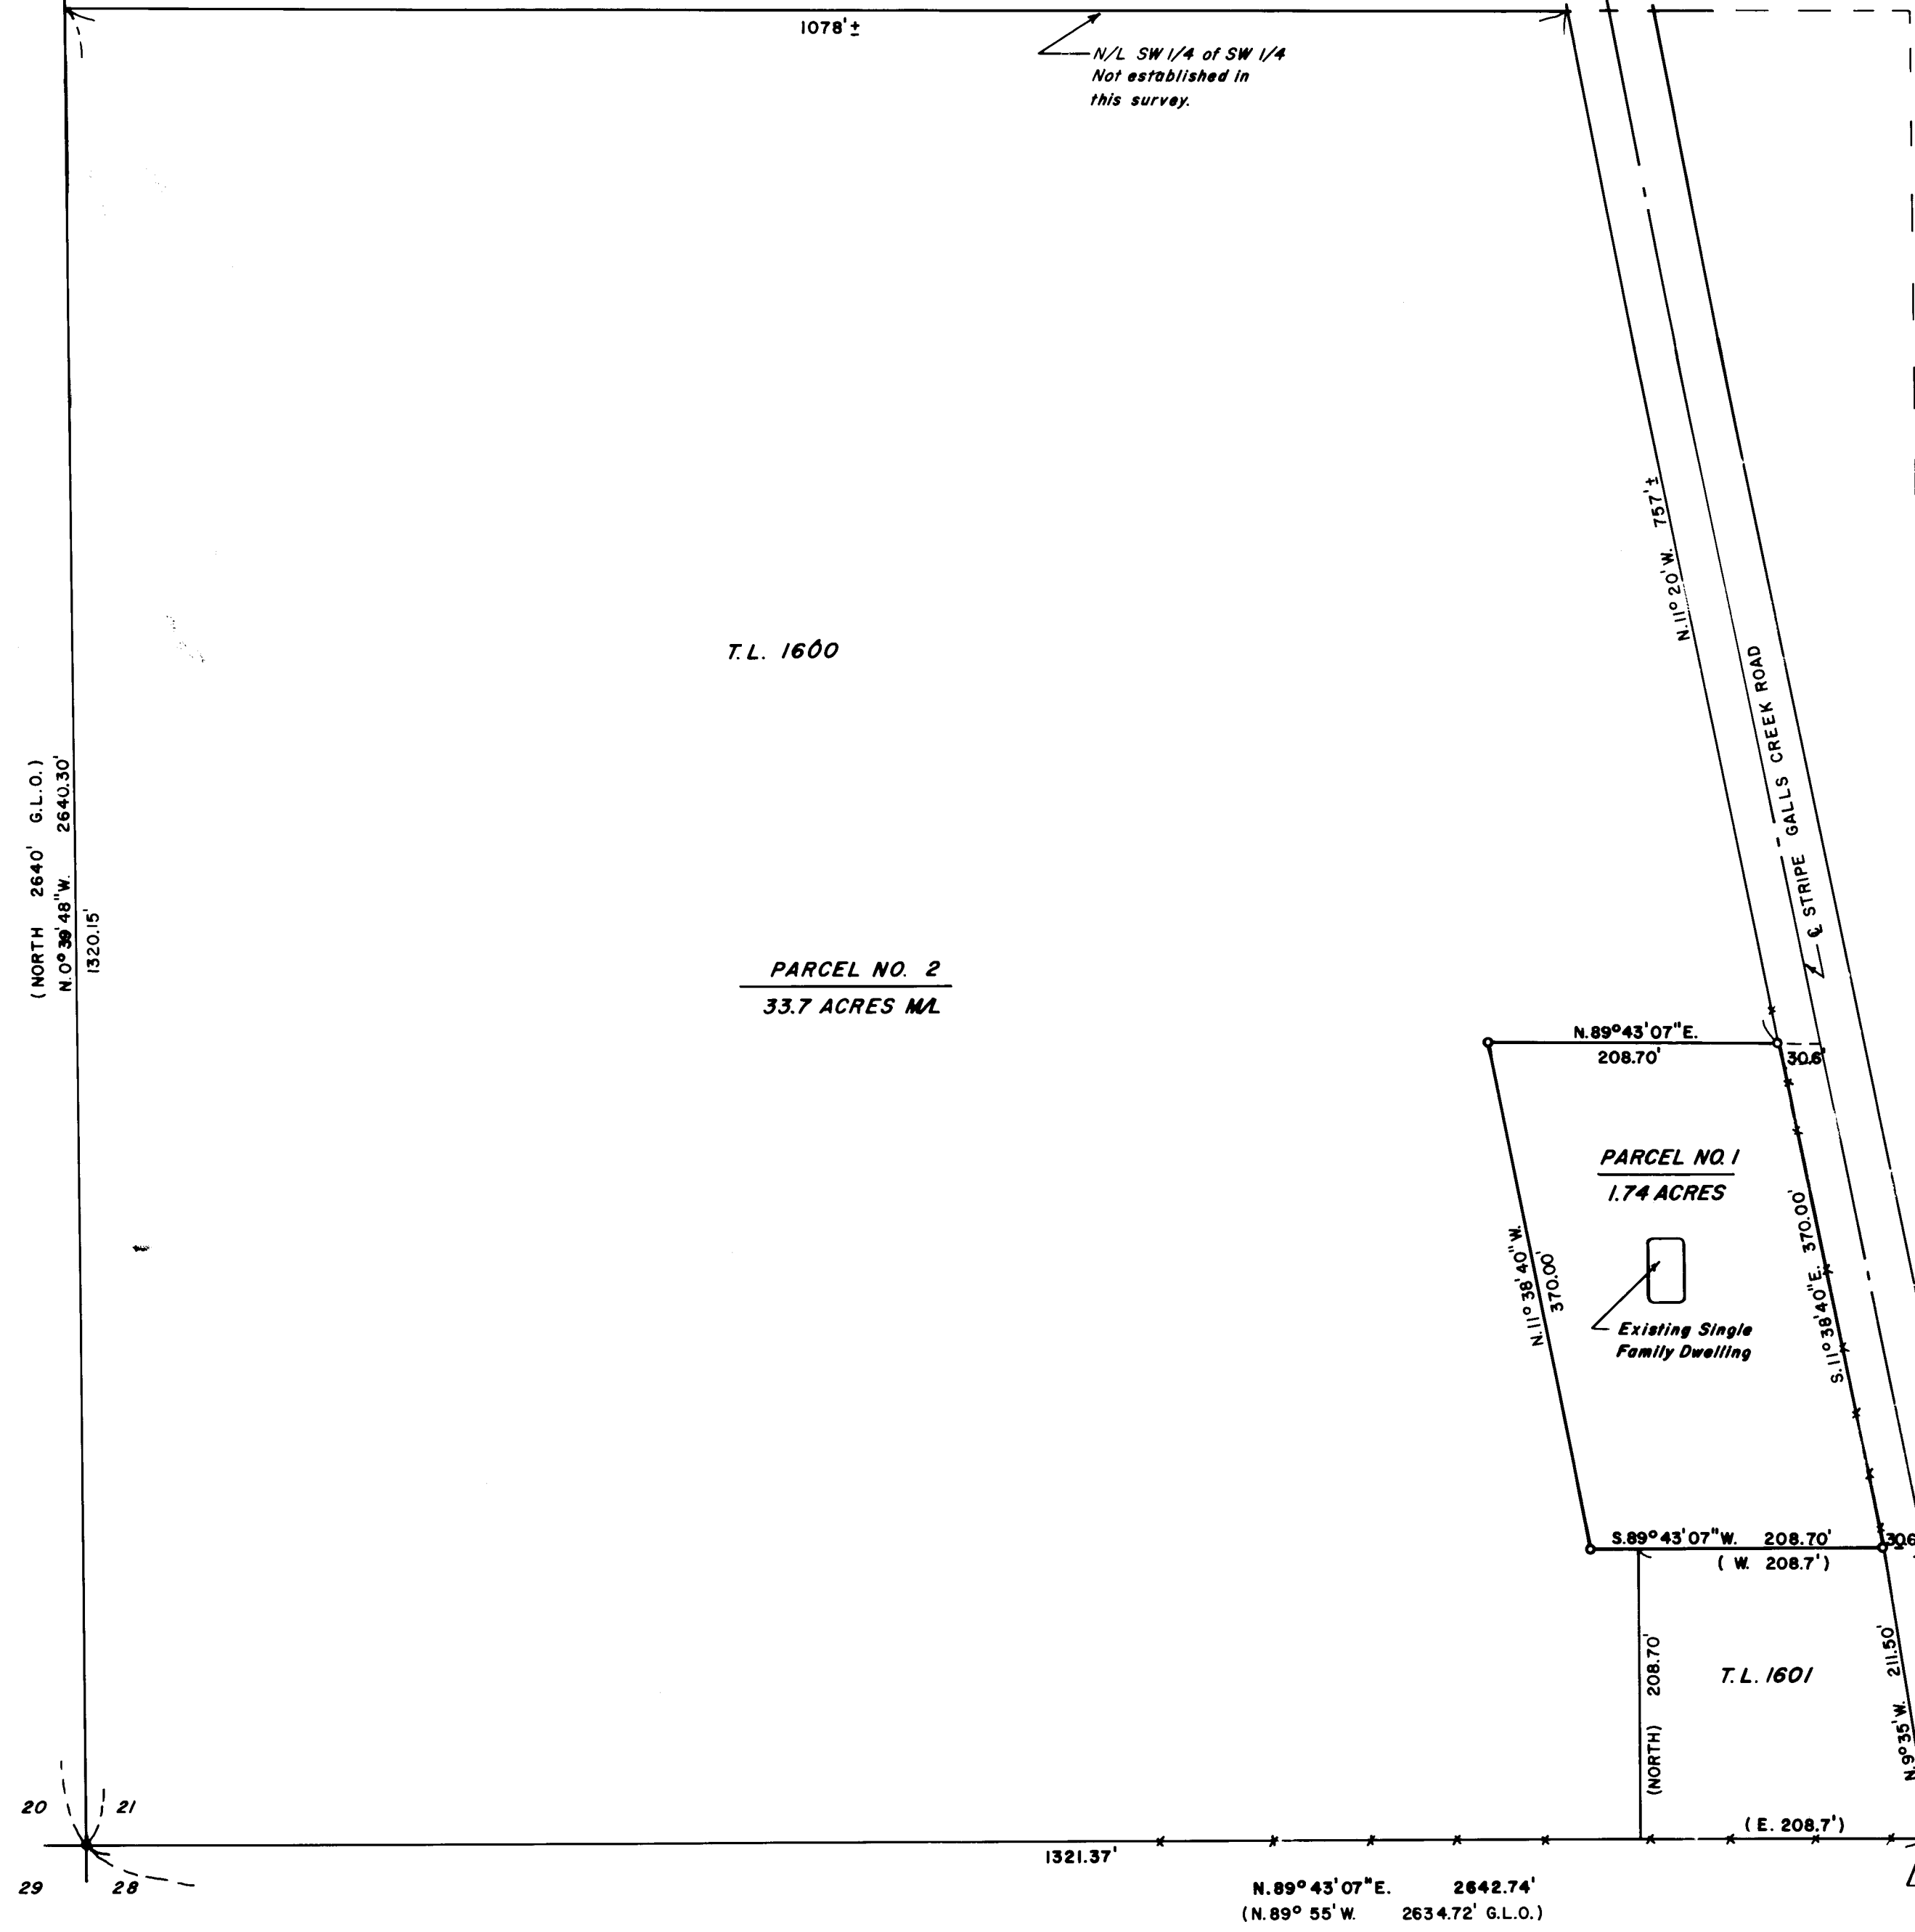 1078'±
N/L SW 1/4 of SW 1/4
Not established in
this survey.
N.11° 20'W. 757'±
T.L. 1600
℄ STRIPE GALLS CREEK ROAD
(NORTH 2640' G.L.O.)
N.0° 39' 48"W. 2640.30'
1320.15'
PARCEL NO. 2
33.7 ACRES M/L
N.89°43'07"E.
208.70'
30.6'
PARCEL NO. 1
1.74 ACRES
N.11° 38' 40"W.
370.00'
S.11° 38' 40"E. 370.00'
Existing Single
Family Dwelling
S.89° 43' 07"W. 208.70'
30.6
( W. 208.7')
(NORTH) 208.70'
T.L. 1601
N.9° 35' W. 211.50'
20
21
(E. 208.7')
1321.37'
29
28
N.89° 43' 07"E. 2642.74'
(N.89° 55' W. 2634.72' G.L.O.)